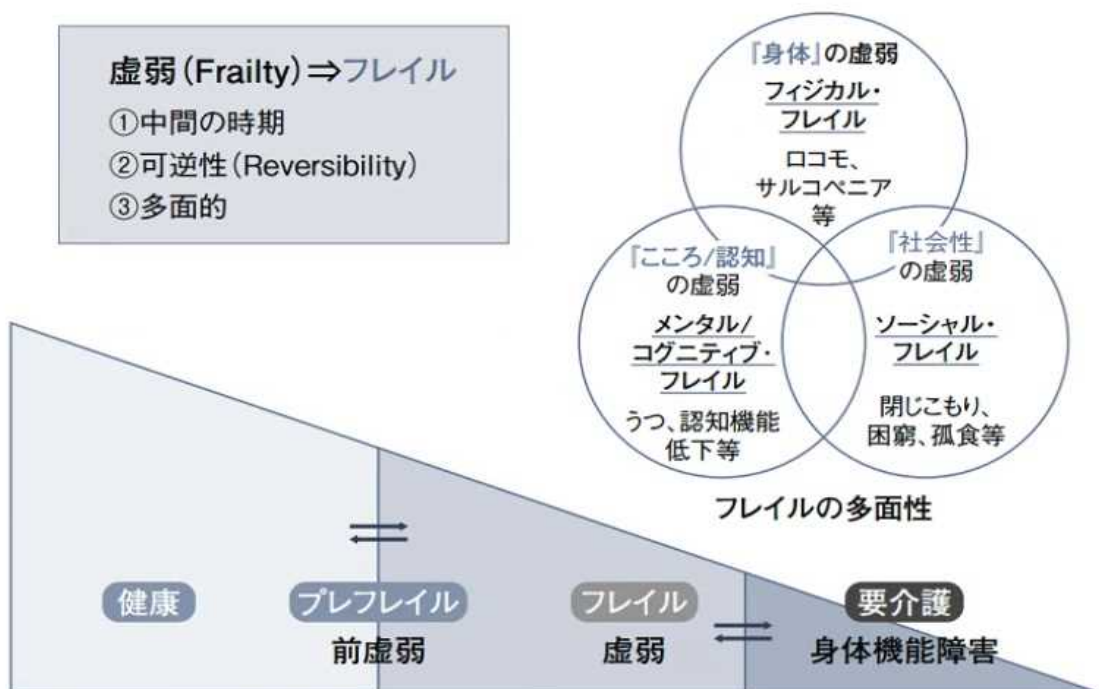 虚弱(Frailty)⇒フレイル
①中間の時期
②可逆性(Reversibility)
③多面的
『身体』の虚弱
フィジカル・
フレイル
ロコモ、
サルコペニア
等
『こころ/認知』
の虚弱
メンタル/
コグニティブ・
フレイル
うつ、認知機能
低下等
『社会性』
の虚弱
ソーシャル・
フレイル
閉じこもり、
困窮、孤食等
フレイルの多面性
健康
プレフレイル
前虚弱
フレイル
虚弱
要介護
身体機能障害